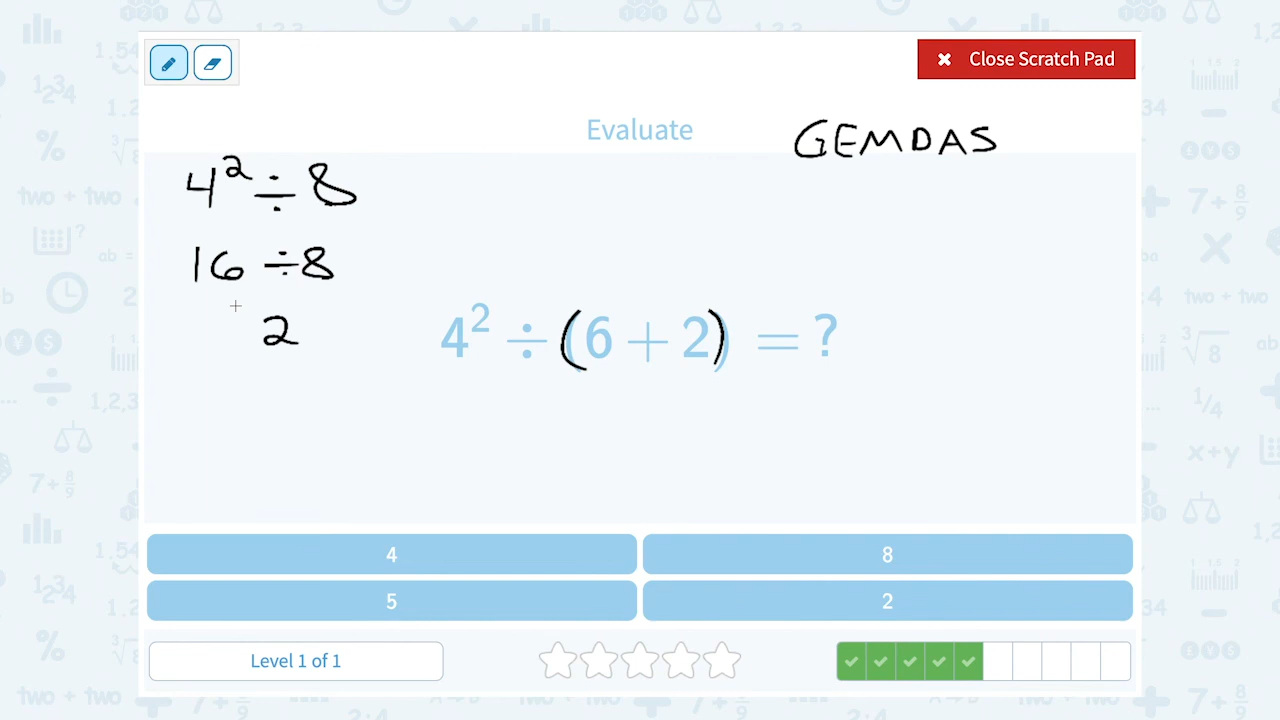 ✖ Close Scratch Pad
Evaluate
GEMDAS
4² ÷ 8
16 ÷ 8
2
4² ÷ (6 + 2) = ?
4
8
5
2
Level 1 of 1